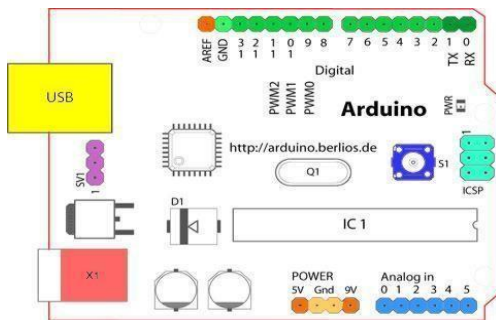 AREF
GND
13
12
11
10
9
8
7
6
5
4
3
2
1
0
TX
RX
Digital
USB
PWM2
PWM1
PWM0
Arduino
PWR
http://arduino.berlios.de
SV1
1
Q1
S1
1
ICSP
D1
IC 1
X1
POWER
5V Gnd 9V
Analog in
0 1 2 3 4 5